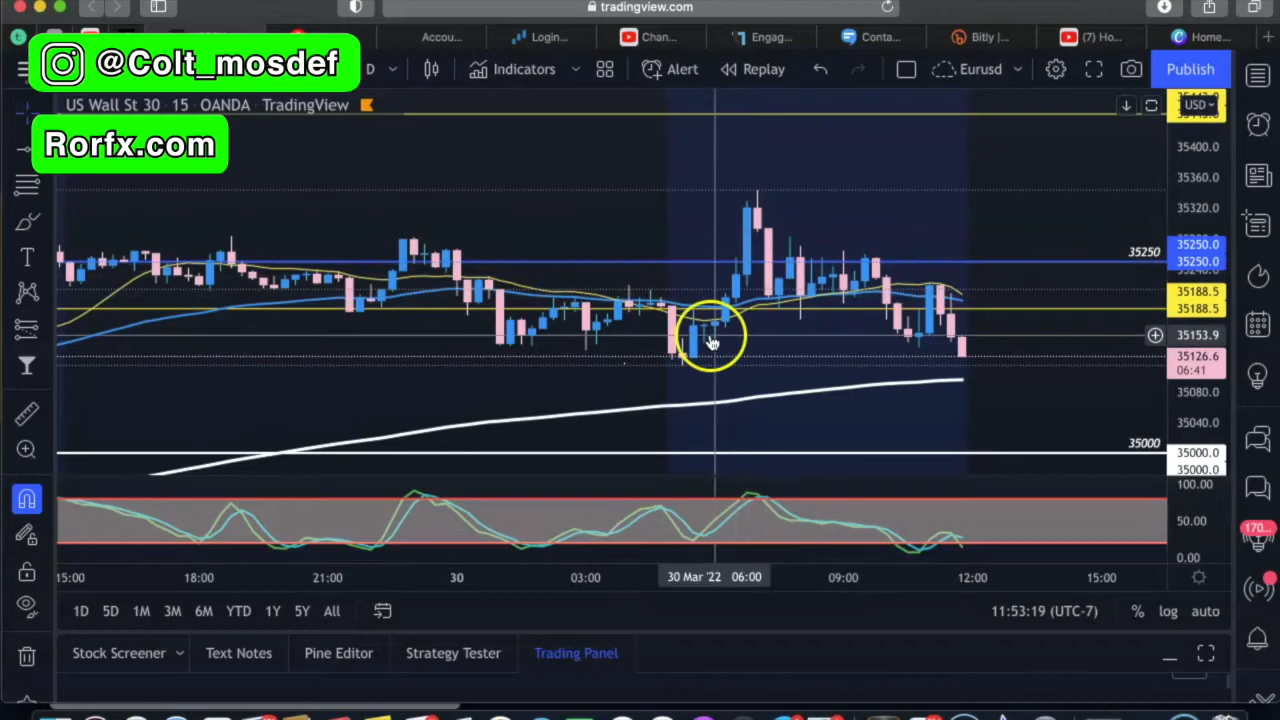 tradingview.com
Accou...
Login...
Chan...
Engag...
Conta...
Bitly | ...
(7) Ho...
Home...
@Colt_mosdef
D
Indicators
Alert
Replay
Eurusd
Publish
US Wall St 30 · 15 · OANDA · TradingView
USD
Rorfx.com
35400.0
35360.0
35320.0
35250
35250.0
35250.0
35188.5
35188.5
35153.9
35126.6
06:41
35080.0
35040.0
35000
35000.0
35000.0
100.00
50.00
170...
0.00
15:00
18:00
21:00
30
03:00
30 Mar '22 06:00
09:00
12:00
15:00
1D
5D
1M
3M
6M
YTD
1Y
5Y
All
11:53:19 (UTC-7)
%
log
auto
Stock Screener
Text Notes
Pine Editor
Strategy Tester
Trading Panel